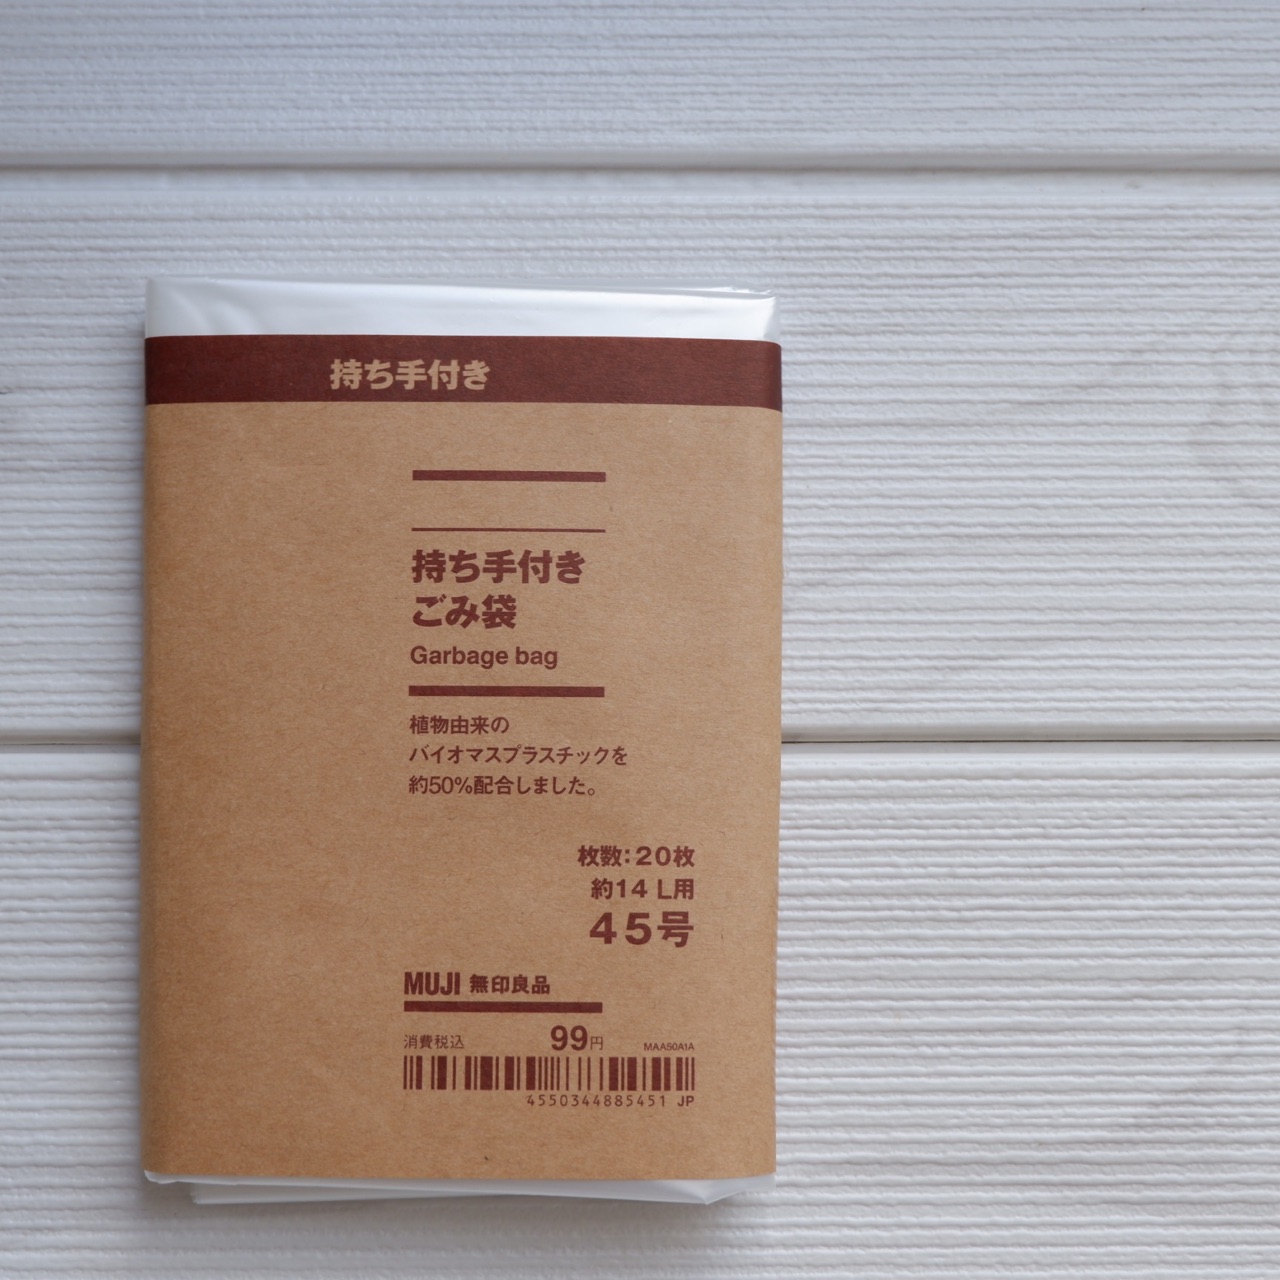 持ち手付き
持ち手付き
ごみ袋
Garbage bag
植物由来の
バイオマスプラスチックを
約50%配合しました。
枚数：20枚
約14 L用
45号
MUJI 無印良品
消費税込 99円 MAA50A1A
4550344885451 JP